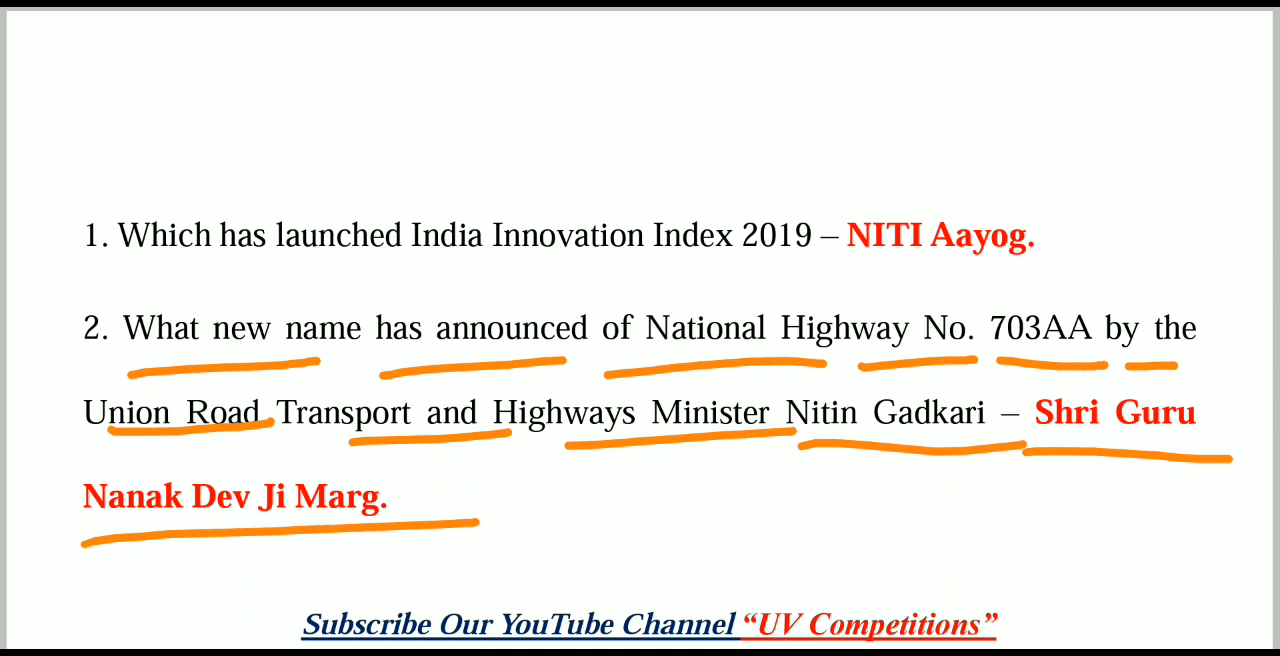 1. Which has launched India Innovation Index 2019 – NITI Aayog.
2. What new name has announced of National Highway No. 703AA by the
Union Road Transport and Highways Minister Nitin Gadkari – Shri Guru
Nanak Dev Ji Marg.
Subscribe Our YouTube Channel “UV Competitions”